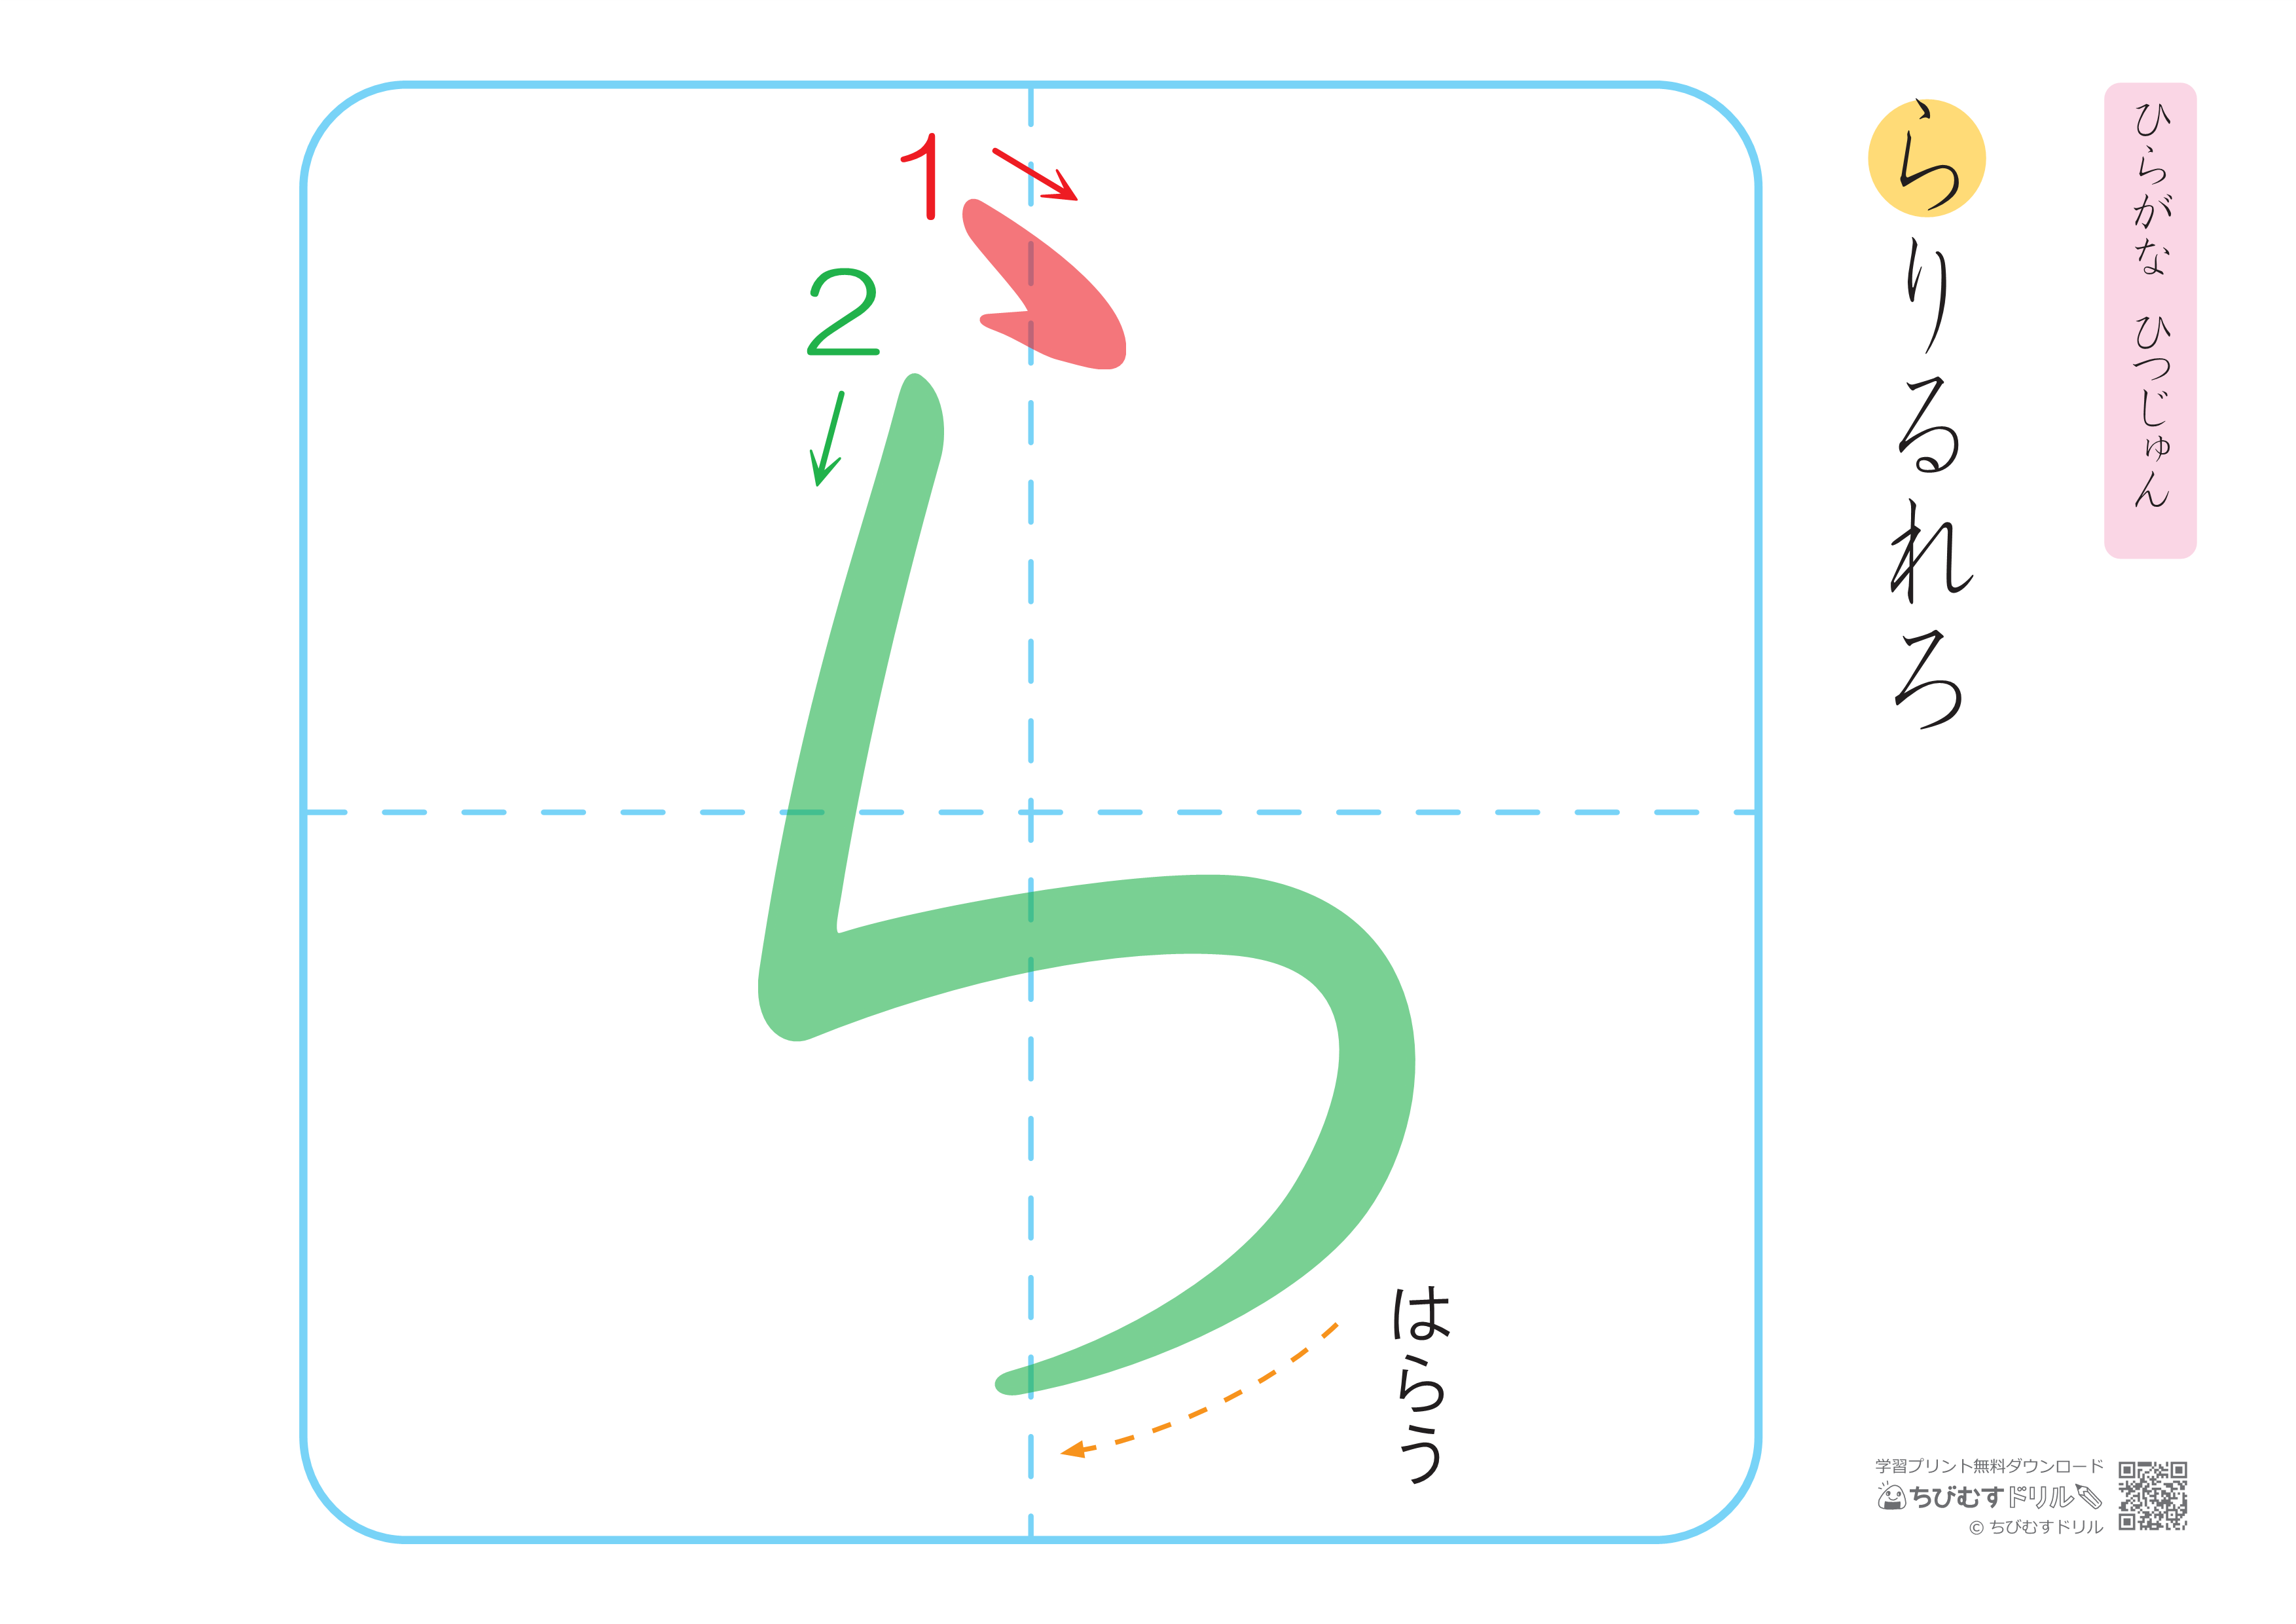 ひらがな ひつじゅん
らりるれろ
1
2
ら
はらう
学習プリント無料ダウンロード
ちびむすドリル
© ちびむすドリル